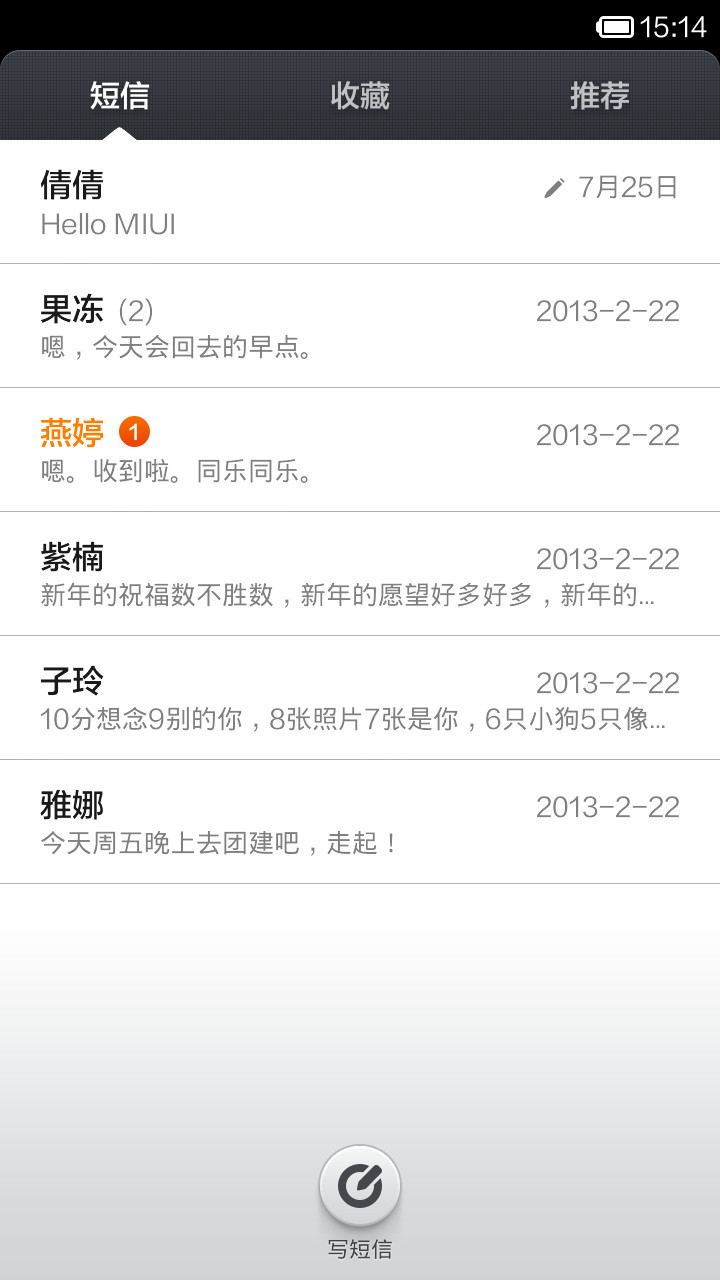 15:14
短信 收藏 推荐
倩倩 7月25日
Hello MIUI
果冻 (2) 2013-2-22
嗯，今天会回去的早点。
燕婷 1 2013-2-22
嗯。收到啦。同乐同乐。
紫楠 2013-2-22
新年的祝福数不胜数，新年的愿望好多好多，新年的...
子玲 2013-2-22
10分想念9别的你，8张照片7张是你，6只小狗5只像...
雅娜 2013-2-22
今天周五晚上去团建吧，走起！
写短信